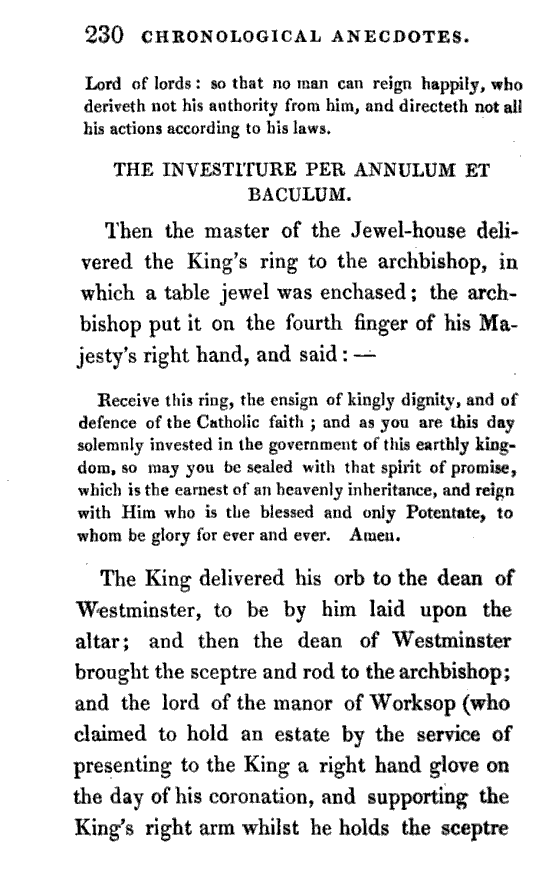 230 CHRONOLOGICAL ANECDOTES.
Lord of lords: so that no man can reign happily, who
deriveth not his authority from him, and directeth not all
his actions according to his laws.
THE INVESTITURE PER ANNULUM ET
BACULUM.
Then the master of the Jewel-house deli-
vered the King's ring to the archbishop, in
which a table jewel was enchased; the arch-
bishop put it on the fourth finger of his Ma-
jesty's right hand, and said: —
Receive this ring, the ensign of kingly dignity, and of
defence of the Catholic faith; and as you are this day
solemnly invested in the government of this earthly king-
dom, so may you be sealed with that spirit of promise,
which is the earnest of an heavenly inheritance, and reign
with Him who is the blessed and only Potentate, to
whom be glory for ever and ever. Amen.
The King delivered his orb to the dean of
Westminster, to be by him laid upon the
altar; and then the dean of Westminster
brought the sceptre and rod to the archbishop;
and the lord of the manor of Worksop (who
claimed to hold an estate by the service of
presenting to the King a right hand glove on
the day of his coronation, and supporting the
King's right arm whilst he holds the sceptre